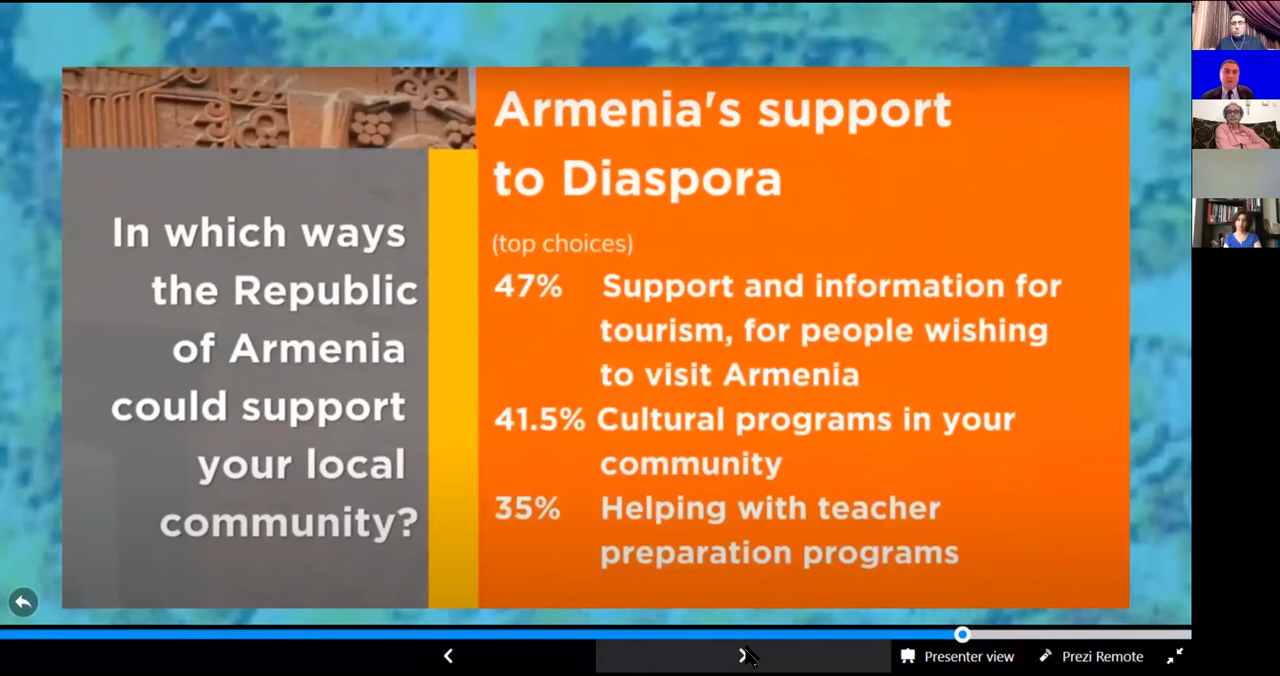 In which ways
the Republic
of Armenia
could support
your local
community?
Armenia's support
to Diaspora
(top choices)
47% Support and information for
tourism, for people wishing
to visit Armenia
41.5% Cultural programs in your
community
35% Helping with teacher
preparation programs
Presenter view
Prezi Remote